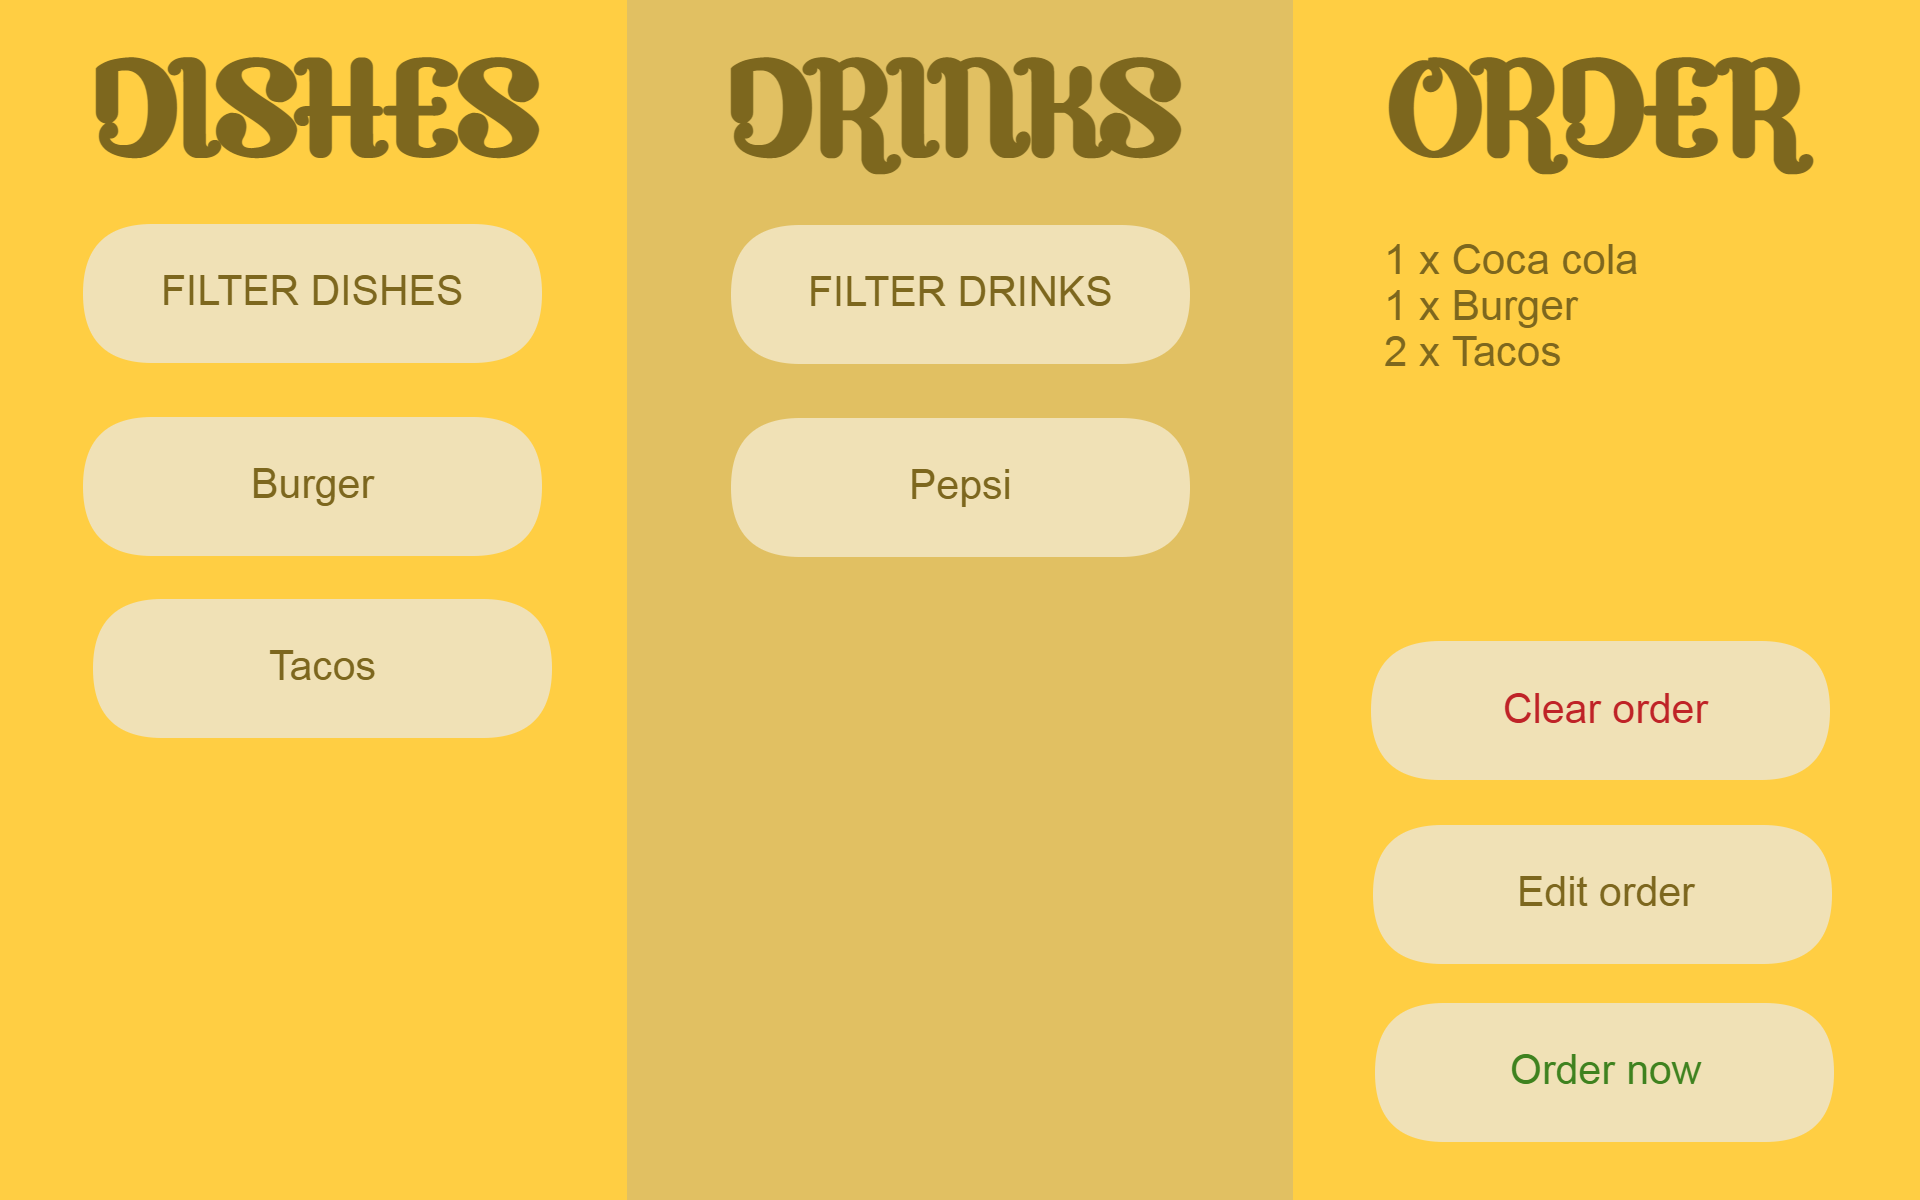 DISHES
FILTER DISHES
Burger
Tacos
DRINKS
FILTER DRINKS
Pepsi
ORDER
1 x Coca cola
1 x Burger
2 x Tacos
Clear order
Edit order
Order now